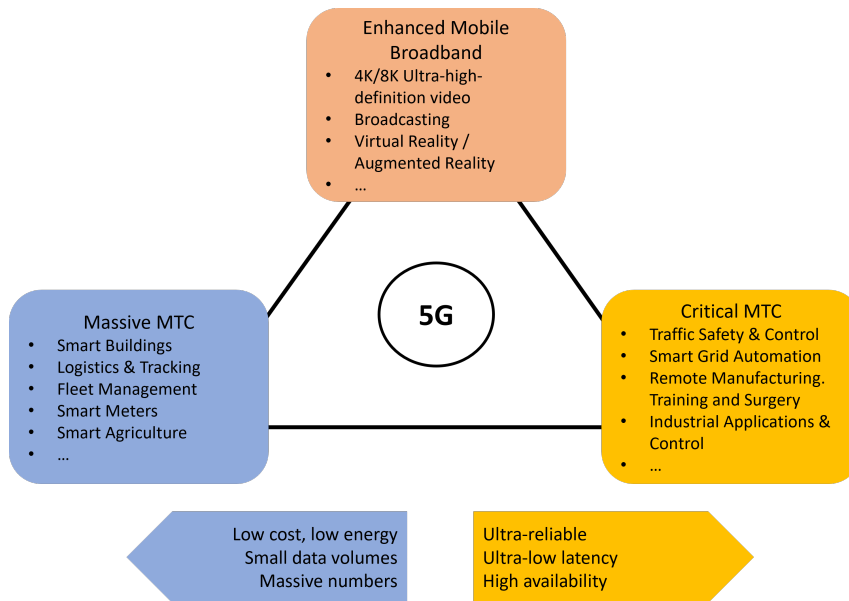 Enhanced Mobile
Broadband
• 4K/8K Ultra-high-
definition video
• Broadcasting
• Virtual Reality /
Augmented Reality
• ...
5G
Massive MTC
• Smart Buildings
• Logistics & Tracking
• Fleet Management
• Smart Meters
• Smart Agriculture
• ...
Critical MTC
• Traffic Safety & Control
• Smart Grid Automation
• Remote Manufacturing.
Training and Surgery
• Industrial Applications &
Control
• ...
Low cost, low energy
Small data volumes
Massive numbers
Ultra-reliable
Ultra-low latency
High availability